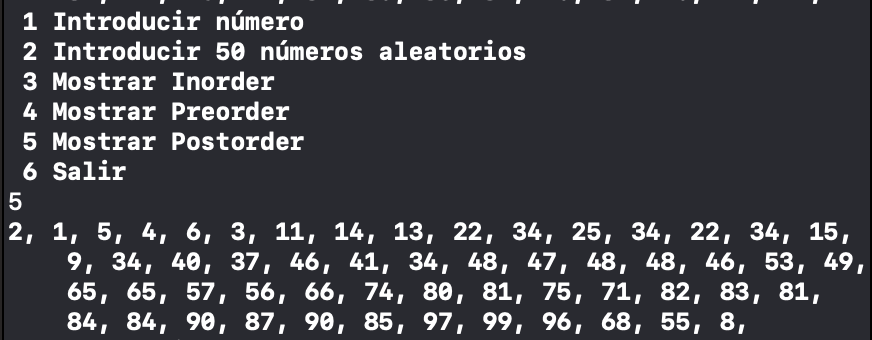 1 Introducir número
2 Introducir 50 números aleatorios
3 Mostrar Inorder
4 Mostrar Preorder
5 Mostrar Postorder
6 Salir
5
2, 1, 5, 4, 6, 3, 11, 14, 13, 22, 34, 25, 34, 22, 34, 15,
9, 34, 40, 37, 46, 41, 34, 48, 47, 48, 48, 46, 53, 49,
65, 65, 57, 56, 66, 74, 80, 81, 75, 71, 82, 83, 81,
84, 84, 90, 87, 90, 85, 97, 99, 96, 68, 55, 8,